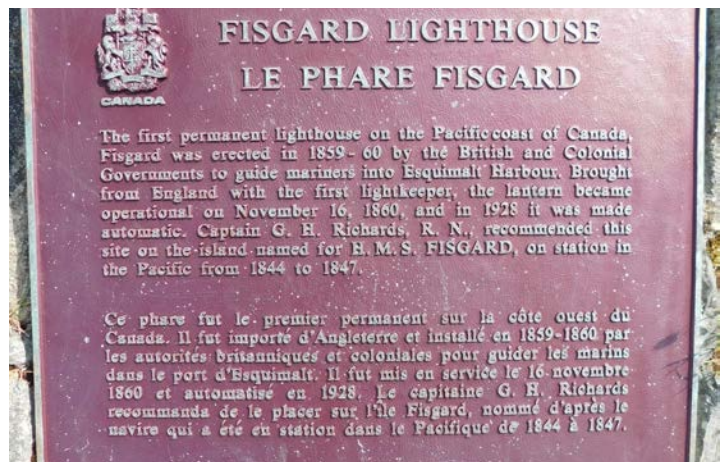 CANADA
FISGARD LIGHTHOUSE
LE PHARE FISGARD
The first permanent lighthouse on the Pacific coast of Canada,
Fisgard was erected in 1859-60 by the British and Colonial
Governments to guide mariners into Esquimalt Harbour. Brought
from England with the first lightkeeper, the lantern became
operational on November 16, 1860, and in 1928 it was made
automatic. Captain G. H. Richards, R. N., recommended this
site on the island named for H. M. S. FISGARD, on station in
the Pacific from 1844 to 1847.
Ce phare fut le premier permanent sur la côte ouest du
Canada. Il fut importé d'Angleterre et installé en 1859-1860 par
les autorités britanniques et coloniales pour guider les marins
dans le port d'Esquimalt. Il fut mis en service le 16 novembre
1860 et automatisé en 1928. Le capitaine G. H. Richards
recommanda de le placer sur l'île Fisgard, nommé d'après le
navire qui a été en station dans le Pacifique de 1844 à 1847.